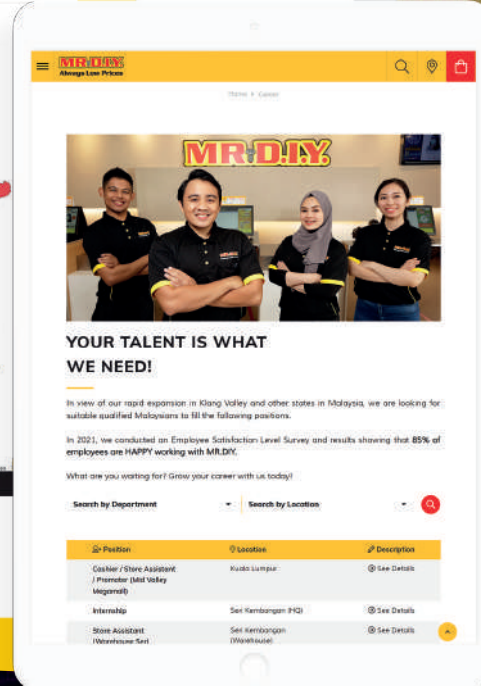 MR.D.I.Y.
Always Low Prices
Home > Career
MR.D.I.Y.
YOUR TALENT IS WHAT
WE NEED!
In view of our rapid expansion in Klang Valley and other states in Malaysia, we are looking for
suitable qualified Malaysians to fill the following positions.
In 2021, we conducted an Employee Satisfaction Level Survey and results showing that 85% of
employees are HAPPY working with MR.DIY.
What are you waiting for? Grow your career with us today!
Search by Department Search by Location
Position Location Description
Cashier / Store Assistant Kuala Lumpur See Details
/ Promoter (Mid Valley
Megamall)
Internship Seri Kembangan (HQ) See Details
Store Assistant Seri Kembangan See Details
(Warehouse Seri (Warehouse)